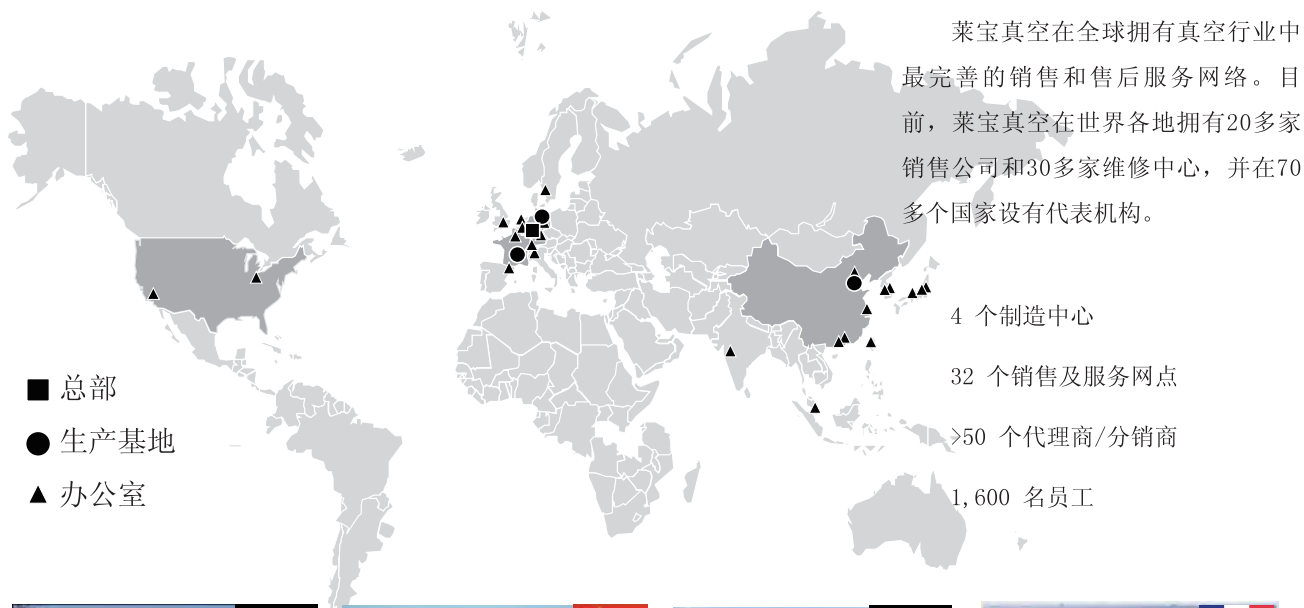 莱宝真空在全球拥有真空行业中
最完善的销售和售后服务网络。目
前，莱宝真空在世界各地拥有20多家
销售公司和30多家维修中心，并在70
多个国家设有代表机构。
4 个制造中心
32 个销售及服务网点
>50 个代理商/分销商
1,600 名员工
总部
生产基地
办公室